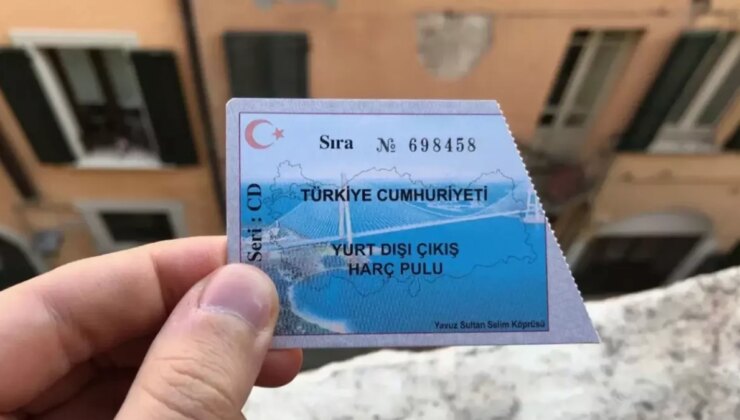 Sıra № 698458
Seri : CD
TÜRKİYE CUMHURİYETİ
YURT DIŞI ÇIKIŞ
HARÇ PULU
Yavuz Sultan Selim Köprüsü